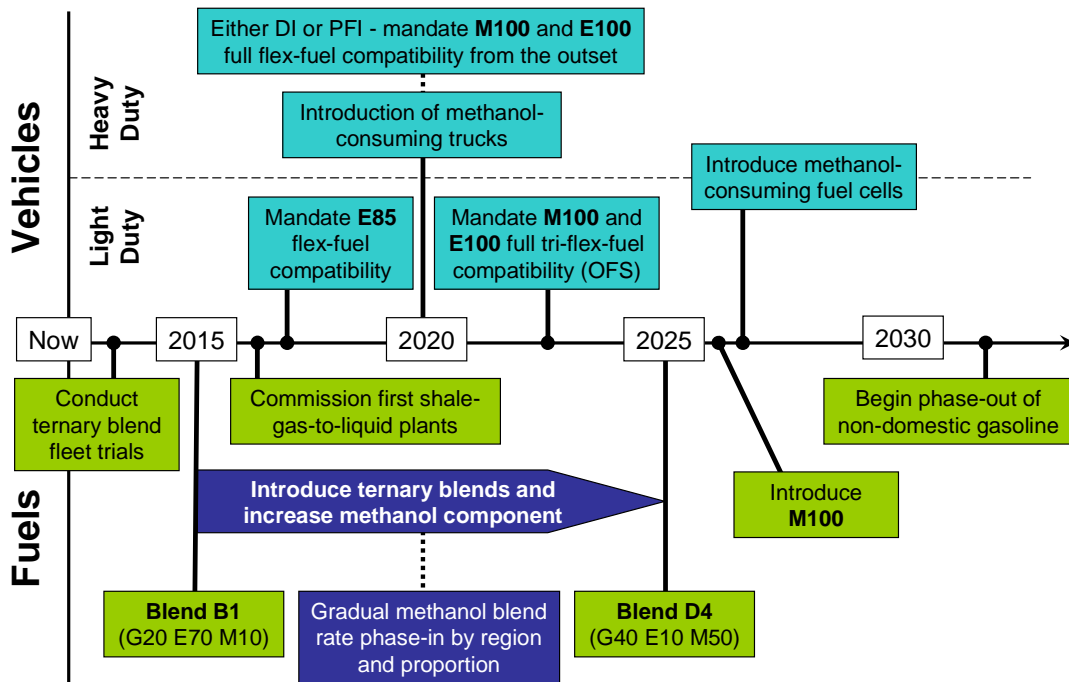 Vehicles
Heavy
Duty
Light
Duty
Fuels
Either DI or PFI - mandate M100 and E100
full flex-fuel compatibility from the outset
Introduction of methanol-
consuming trucks
Introduce methanol-
consuming fuel cells
Mandate E85
flex-fuel
compatibility
Mandate M100 and
E100 full tri-flex-fuel
compatibility (OFS)
Now
2015
2020
2025
2030
Conduct
ternary blend
fleet trials
Commission first shale-
gas-to-liquid plants
Begin phase-out of
non-domestic gasoline
Introduce ternary blends and
increase methanol component
Introduce
M100
Blend B1
(G20 E70 M10)
Gradual methanol blend
rate phase-in by region
and proportion
Blend D4
(G40 E10 M50)